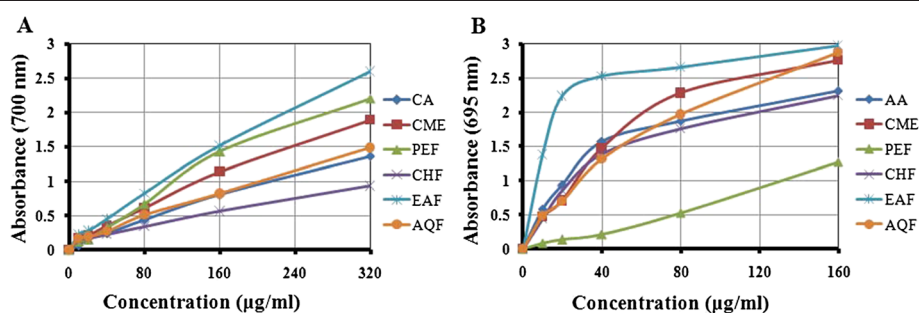 A
Absorbance (700 nm)
3
2.5
2
1.5
1
0.5
0
0 80 160 240 320
Concentration (µg/ml)
CA
CME
PEF
CHF
EAF
AQF
B
Absorbance (695 nm)
3
2.5
2
1.5
1
0.5
0
0 40 80 120 160
Concentration (µg/ml)
AA
CME
PEF
CHF
EAF
AQF